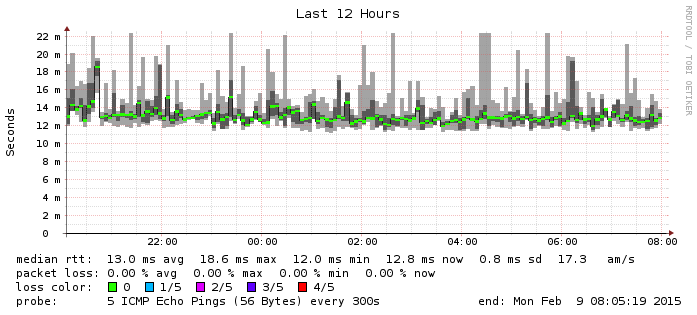 Last 12 Hours
RRDTOOL / TOBI OETIKER
Seconds
22 m
20 m
18 m
16 m
14 m
12 m
10 m
8 m
6 m
4 m
2 m
0
22:00 00:00 02:00 04:00 06:00 08:00
median rtt: 13.0 ms avg 18.6 ms max 12.0 ms min 12.8 ms now 0.8 ms sd 17.3 am/s
packet loss: 0.00 % avg 0.00 % max 0.00 % min 0.00 % now
loss color: 0 1/5 2/5 3/5 4/5
probe: 5 ICMP Echo Pings (56 Bytes) every 300s end: Mon Feb 9 08:05:19 2015